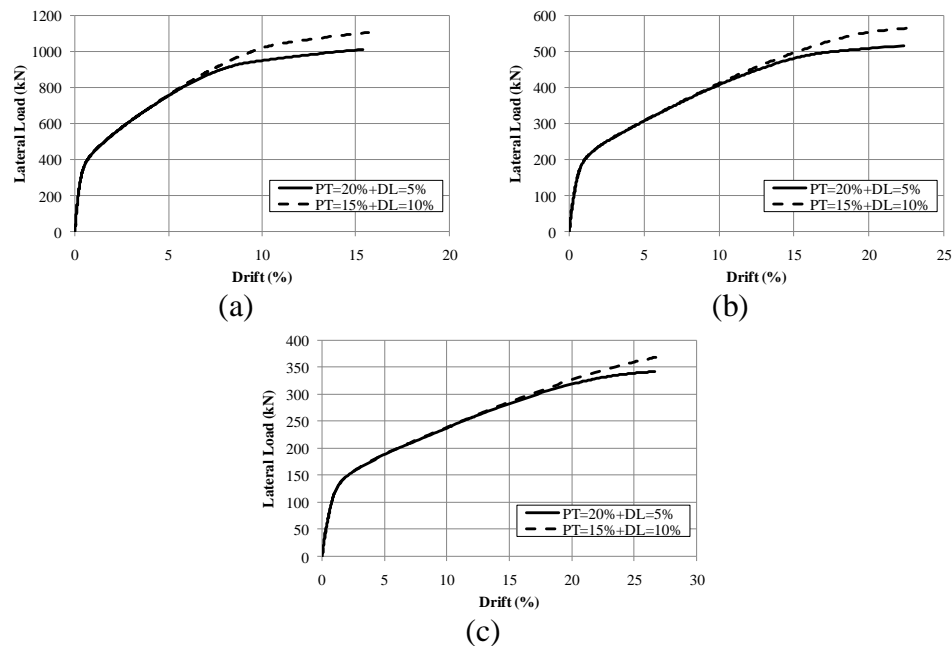 1200
1000
800
600
400
200
0
Lateral Load (kN)
PT=20%+DL=5%
PT=15%+DL=10%
0 5 10 15 20
Drift (%)
(a)
600
500
400
300
200
100
0
Lateral Load (kN)
PT=20%+DL=5%
PT=15%+DL=10%
0 5 10 15 20 25
Drift (%)
(b)
400
350
300
250
200
150
100
50
0
Lateral Load (kN)
PT=20%+DL=5%
PT=15%+DL=10%
0 5 10 15 20 25 30
Drift (%)
(c)